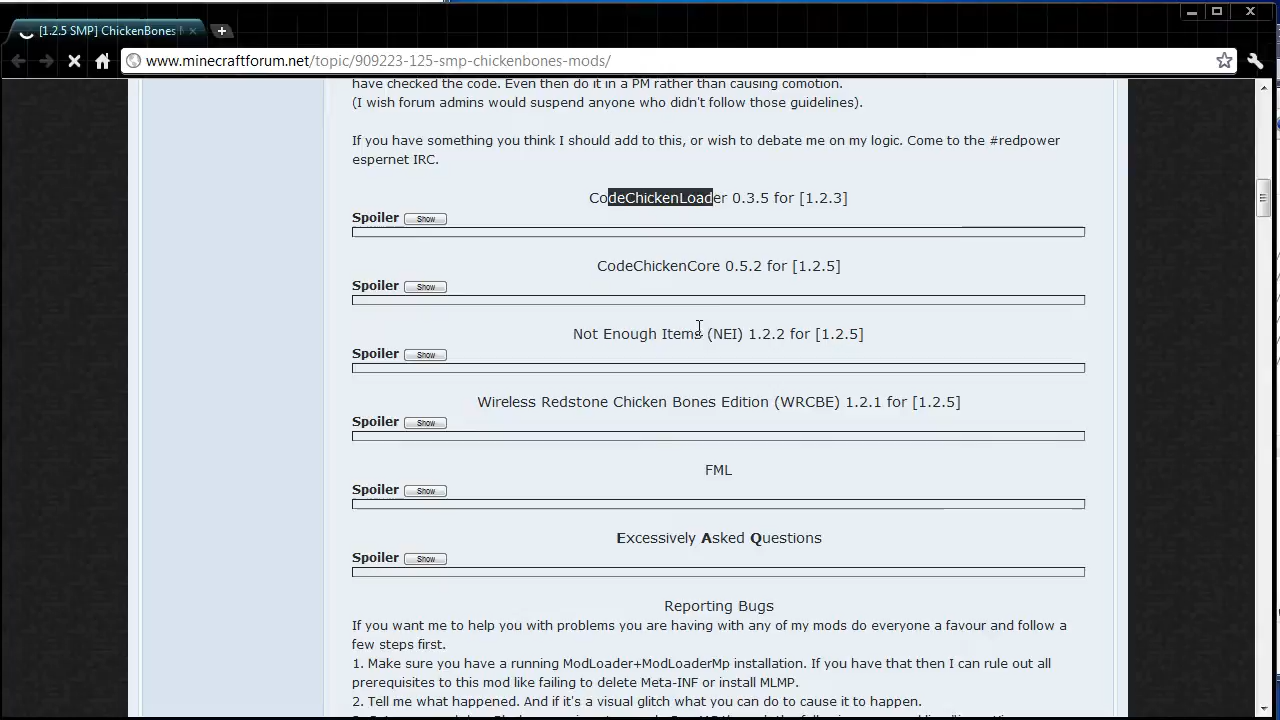 [1.2.5 SMP] ChickenBones
www.minecraftforum.net/topic/909223-125-smp-chickenbones-mods/
have checked the code. Even then do it in a PM rather than causing comotion.
(I wish forum admins would suspend anyone who didn't follow those guidelines).
If you have something you think I should add to this, or wish to debate me on my logic. Come to the #redpower
espernet IRC.
CodeChickenLoader 0.3.5 for [1.2.3]
Spoiler Show
CodeChickenCore 0.5.2 for [1.2.5]
Spoiler Show
Not Enough Items (NEI) 1.2.2 for [1.2.5]
Spoiler Show
Wireless Redstone Chicken Bones Edition (WRCBE) 1.2.1 for [1.2.5]
Spoiler Show
FML
Spoiler Show
Excessively Asked Questions
Spoiler Show
Reporting Bugs
If you want me to help you with problems you are having with any of my mods do everyone a favour and follow a
few steps first.
1. Make sure you have a running ModLoader+ModLoaderMp installation. If you have that then I can rule out all
prerequisites to this mod like failing to delete Meta-INF or install MLMP.
2. Tell me what happened. And if it's a visual glitch what you can do to cause it to happen.